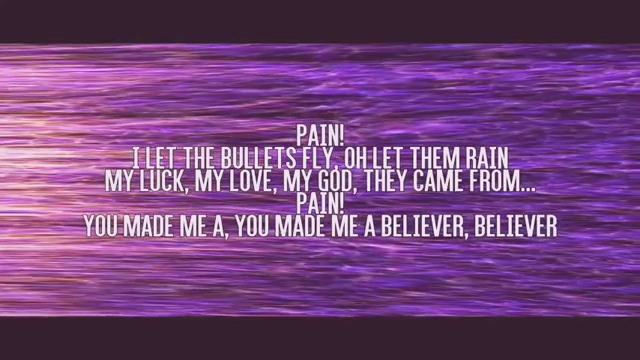 PAIN!
I LET THE BULLETS FLY, OH LET THEM RAIN
MY LUCK, MY LOVE, MY GOD, THEY CAME FROM...
PAIN!
YOU MADE ME A, YOU MADE ME A BELIEVER, BELIEVER